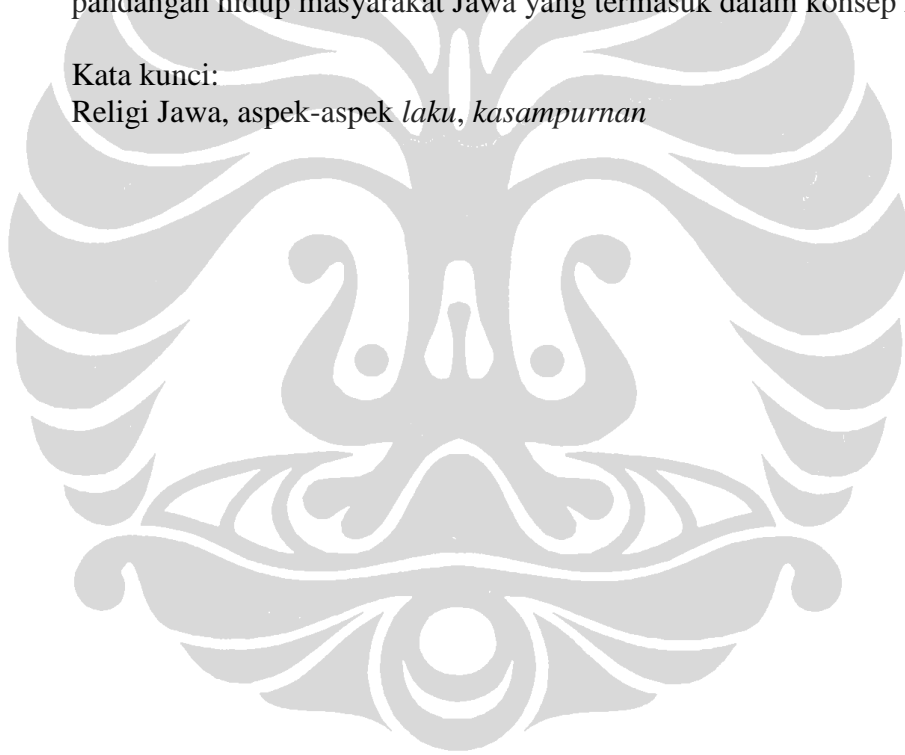 pandangan hidup masyarakat Jawa yang termasuk dalam konsep
Kata kunci:
Religi Jawa, aspek-aspek laku, kasampurnan